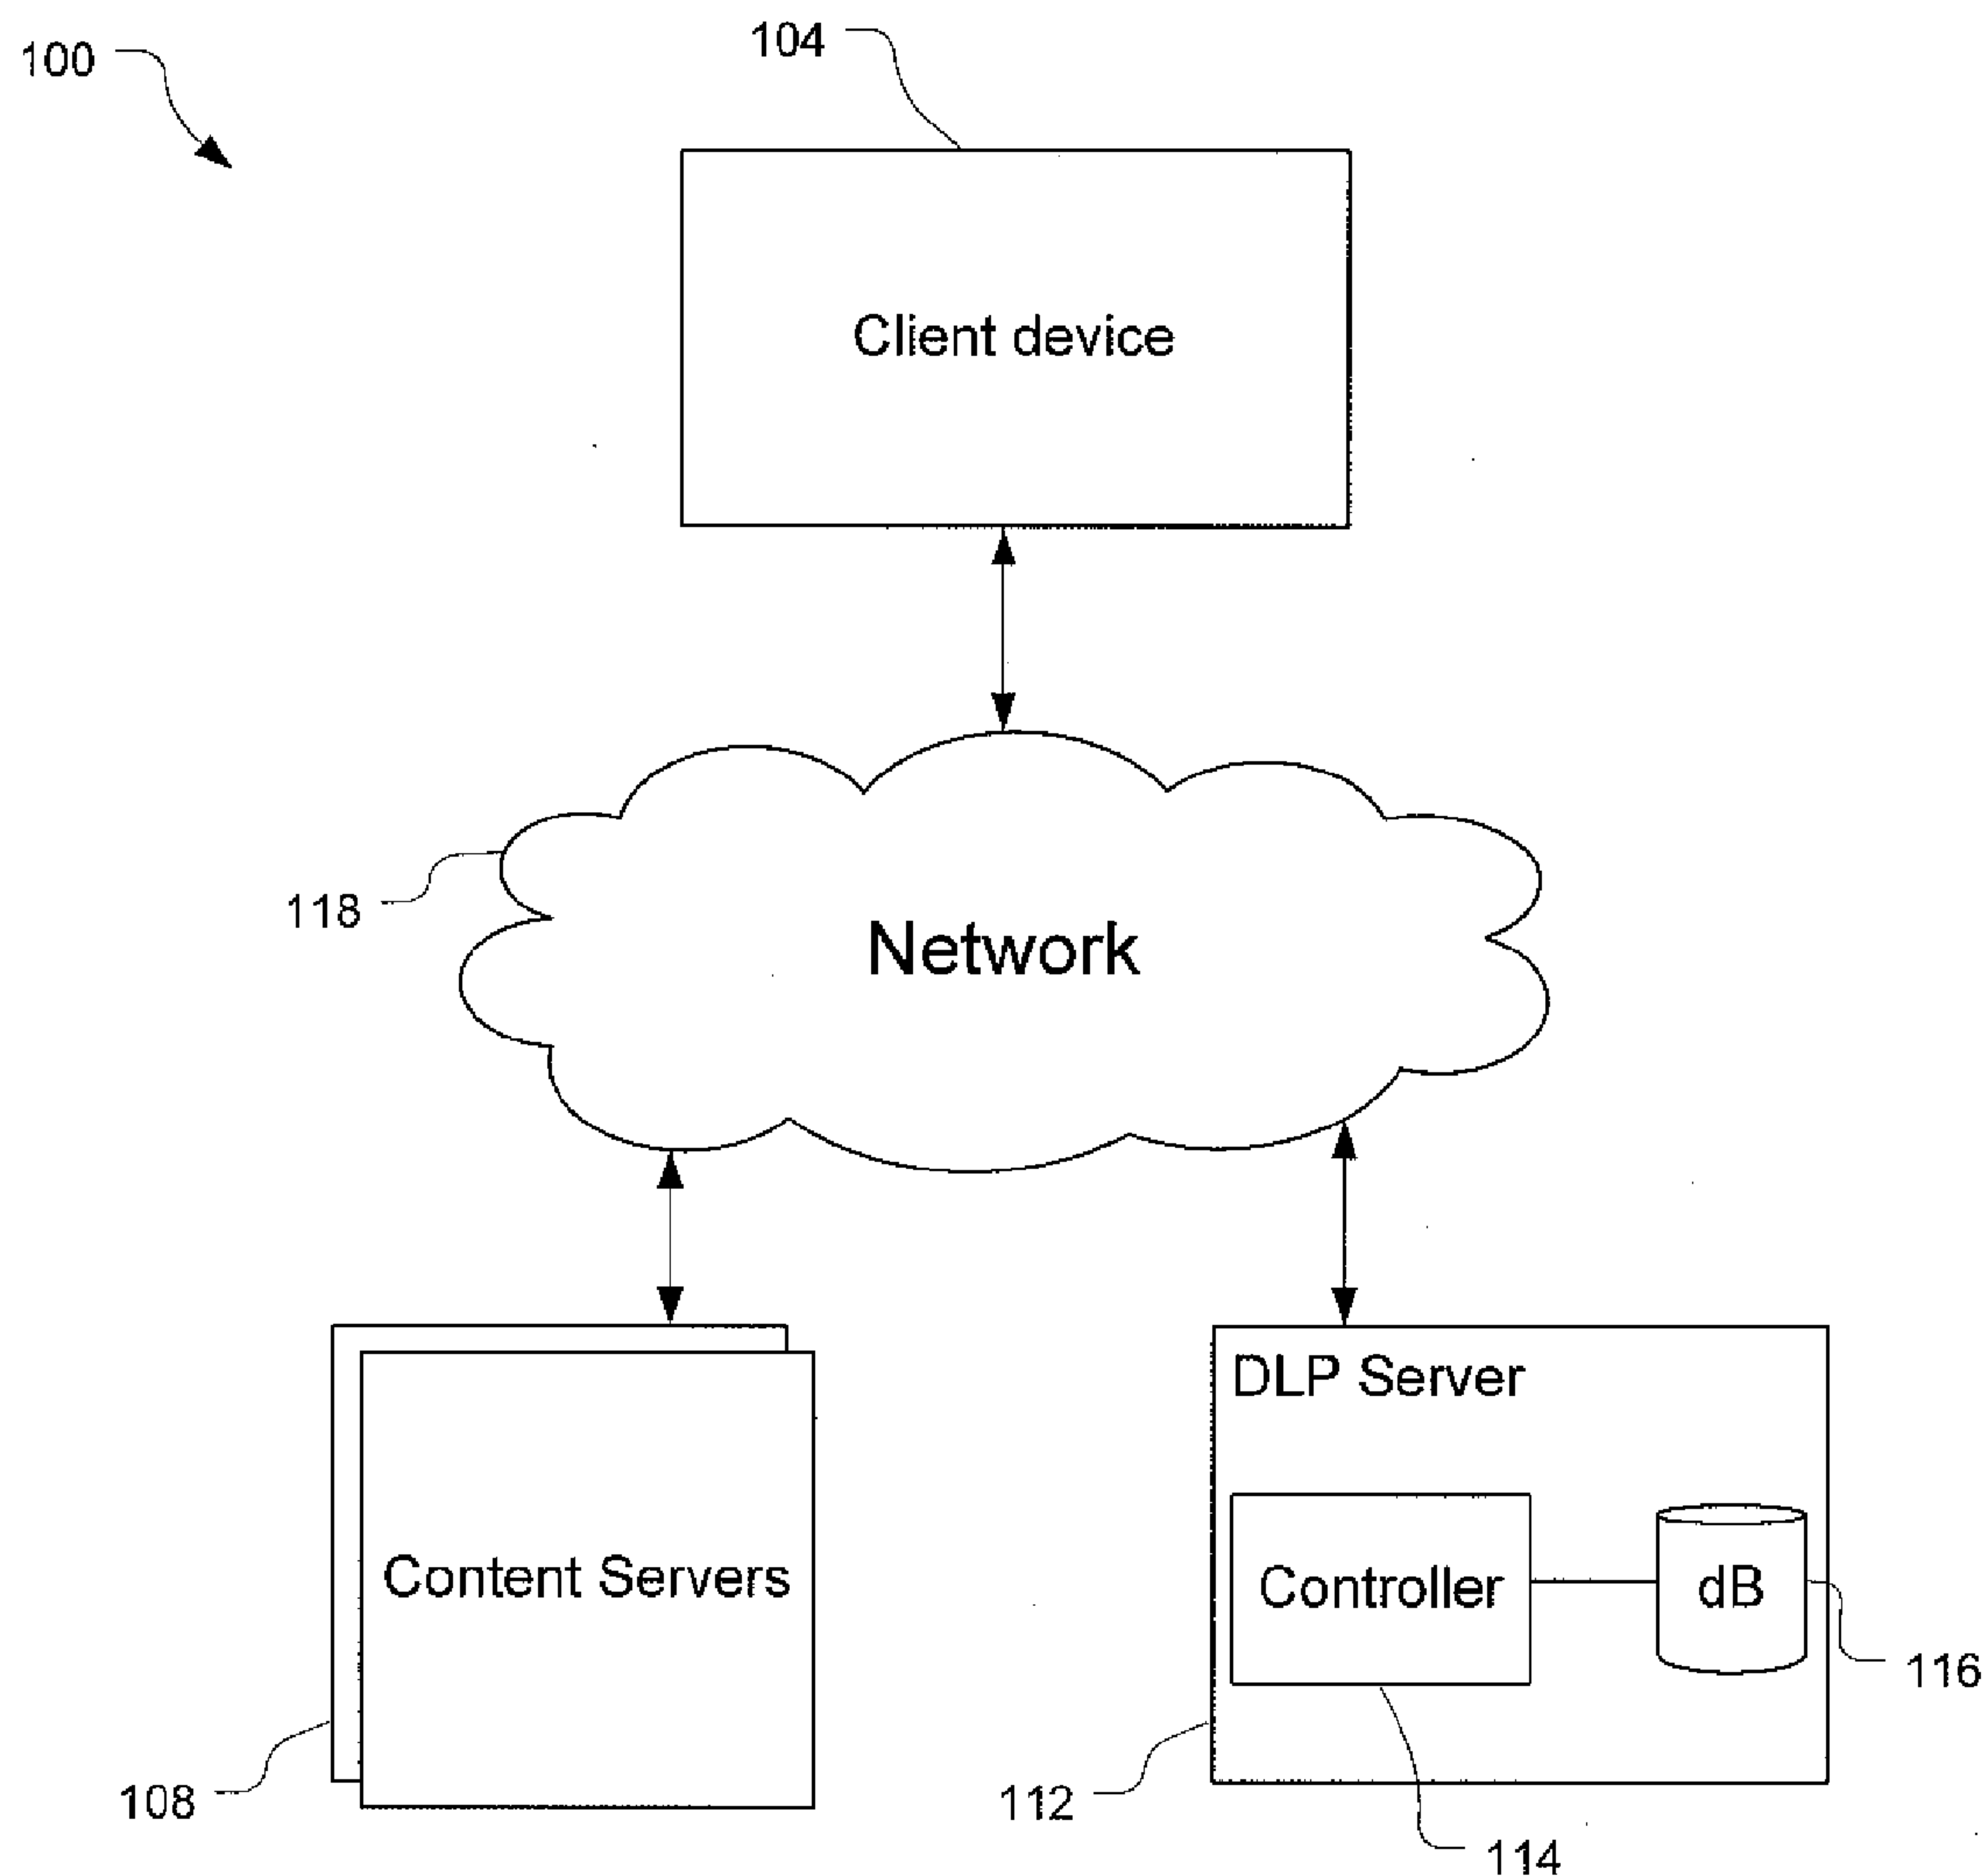 100
104
Client device
118
Network
DLP Server
Content Servers
Controller
dB
116
108
112
114